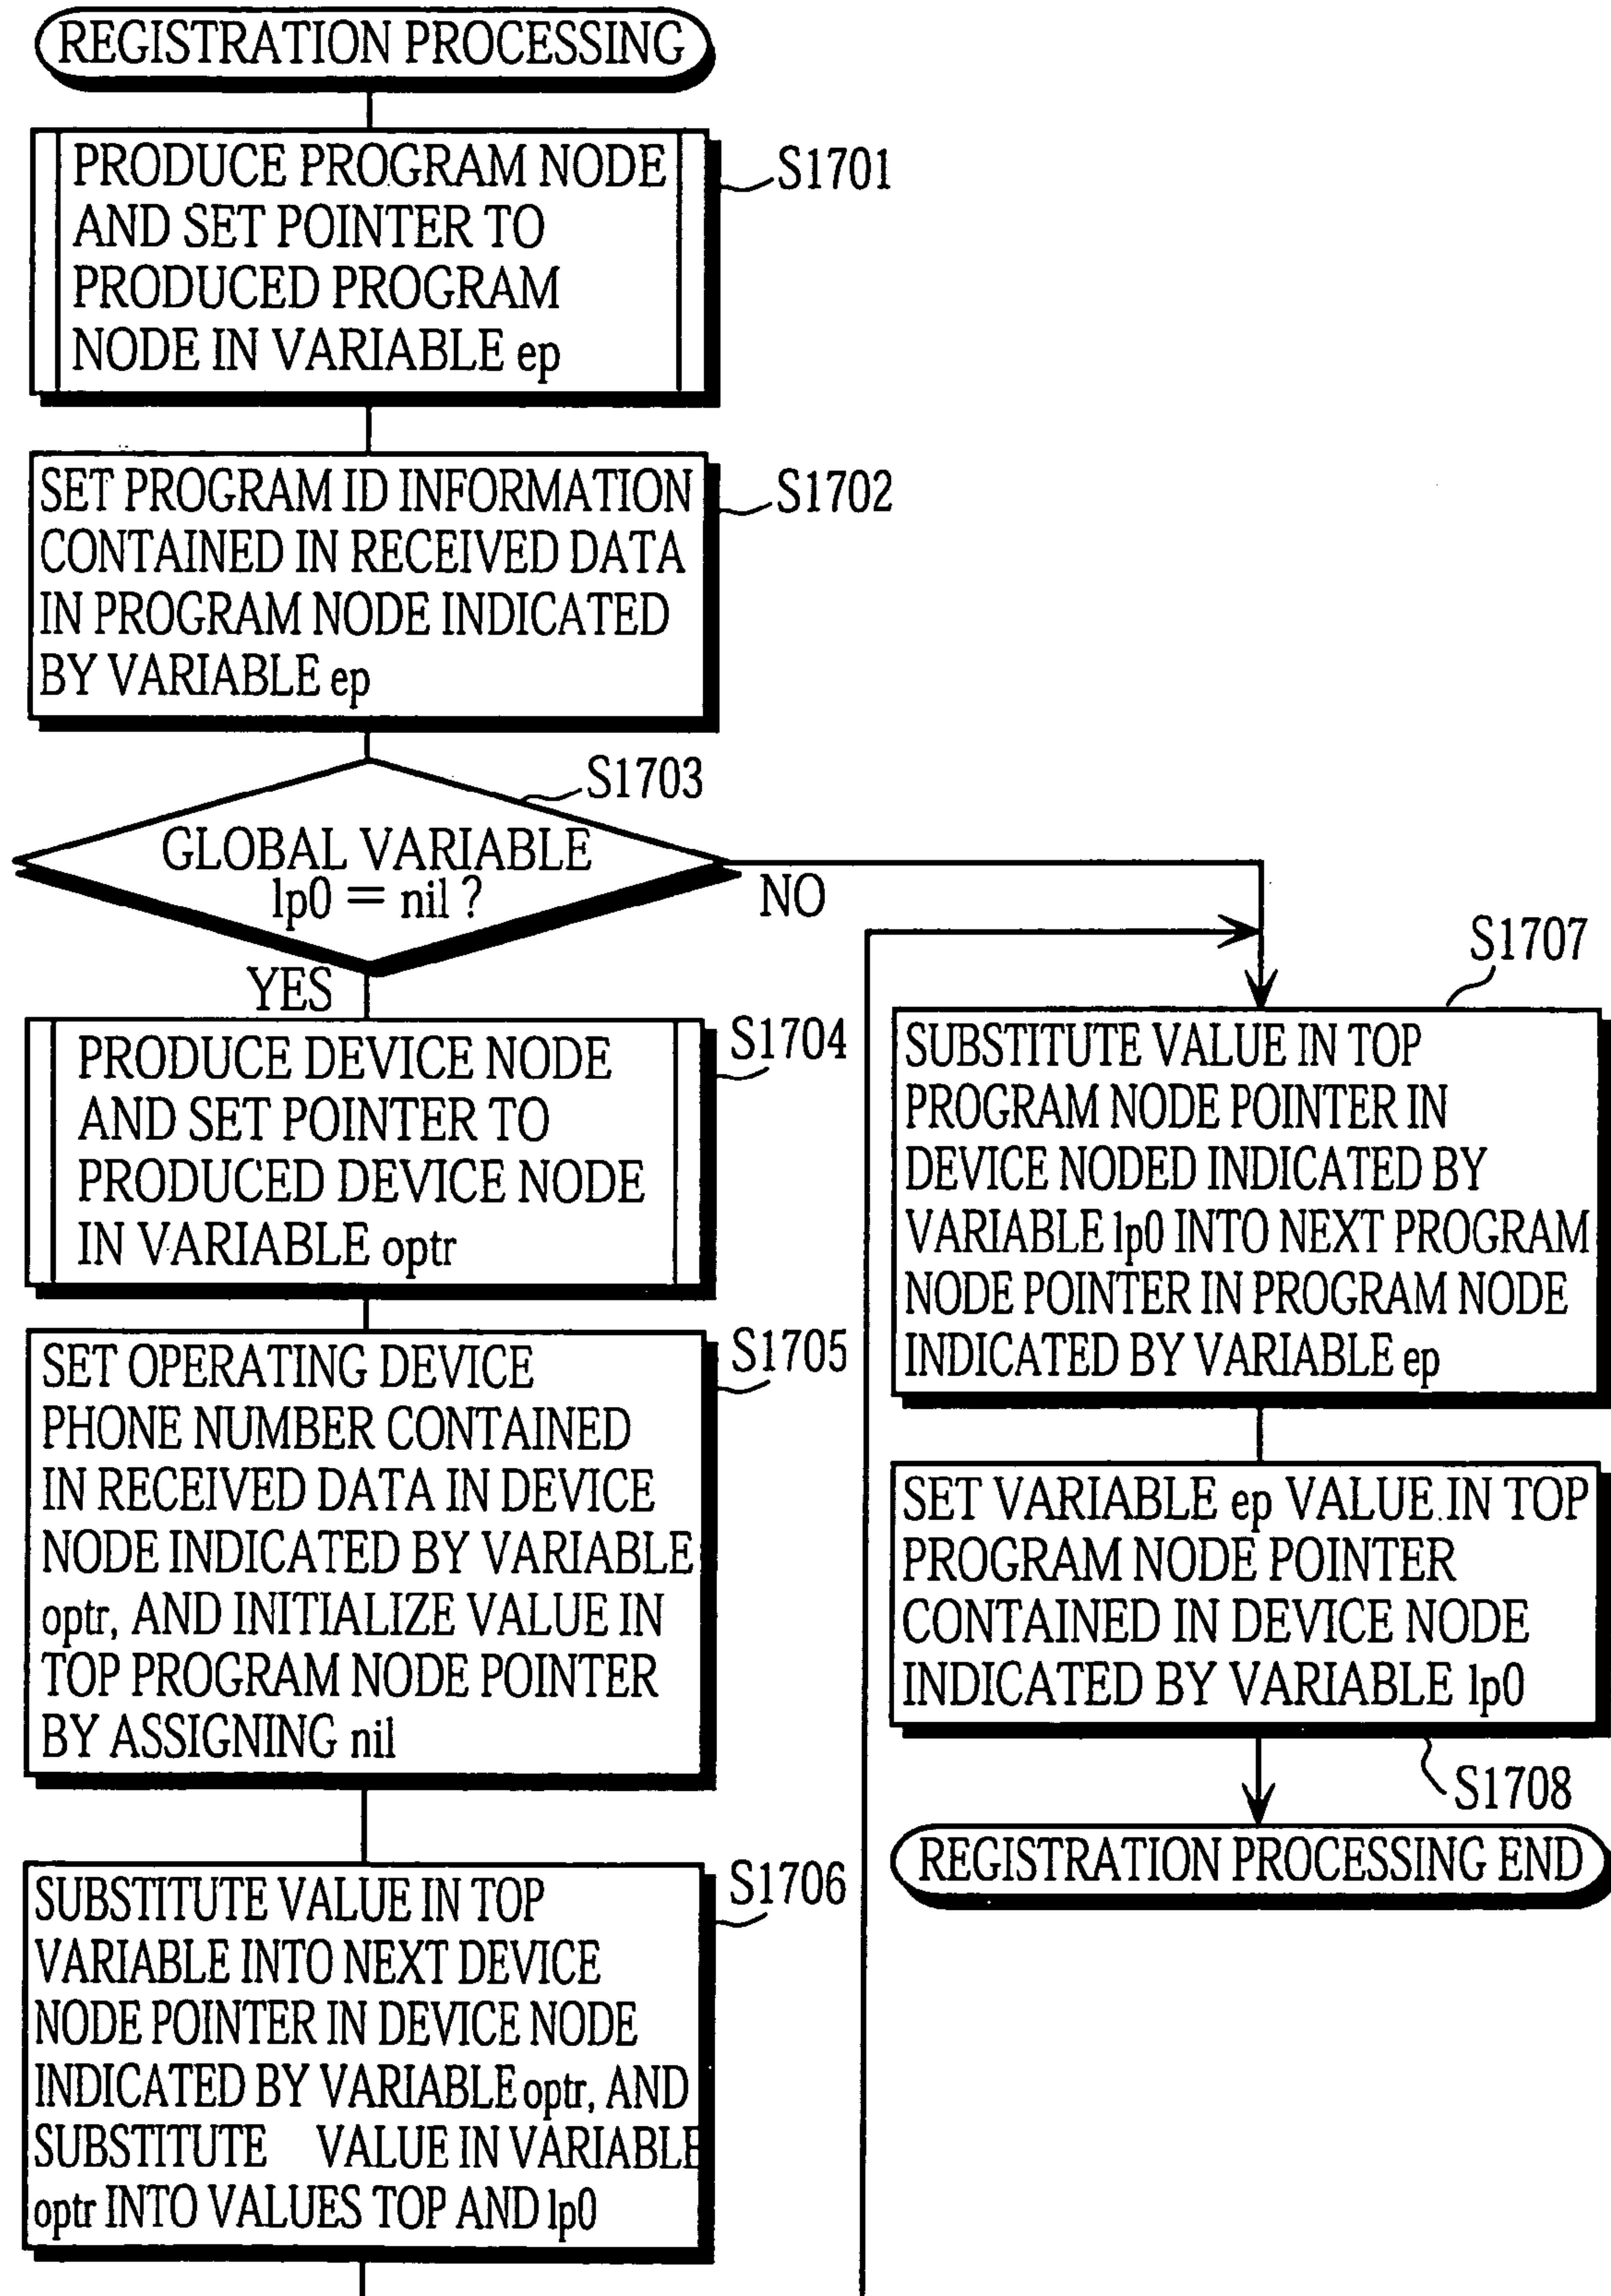 REGISTRATION PROCESSING
PRODUCE PROGRAM NODE
AND SET POINTER TO
PRODUCED PROGRAM
NODE IN VARIABLE ep
S1701
SET PROGRAM ID INFORMATION
CONTAINED IN RECEIVED DATA
IN PROGRAM NODE INDICATED
BY VARIABLE ep
S1702
S1703
GLOBAL VARIABLE
lp0 = nil ?
NO
YES
PRODUCE DEVICE NODE
AND SET POINTER TO
PRODUCED DEVICE NODE
IN VARIABLE optr
S1704
SET OPERATING DEVICE
PHONE NUMBER CONTAINED
IN RECEIVED DATA IN DEVICE
NODE INDICATED BY VARIABLE
optr, AND INITIALIZE VALUE IN
TOP PROGRAM NODE POINTER
BY ASSIGNING nil
S1705
SUBSTITUTE VALUE IN TOP
VARIABLE INTO NEXT DEVICE
NODE POINTER IN DEVICE NODE
INDICATED BY VARIABLE optr, AND
SUBSTITUTE VALUE IN VARIABLE
optr INTO VALUES TOP AND lp0
S1706
S1707
SUBSTITUTE VALUE IN TOP
PROGRAM NODE POINTER IN
DEVICE NODED INDICATED BY
VARIABLE lp0 INTO NEXT PROGRAM
NODE POINTER IN PROGRAM NODE
INDICATED BY VARIABLE ep
SET VARIABLE ep VALUE IN TOP
PROGRAM NODE POINTER
CONTAINED IN DEVICE NODE
INDICATED BY VARIABLE lp0
S1708
REGISTRATION PROCESSING END